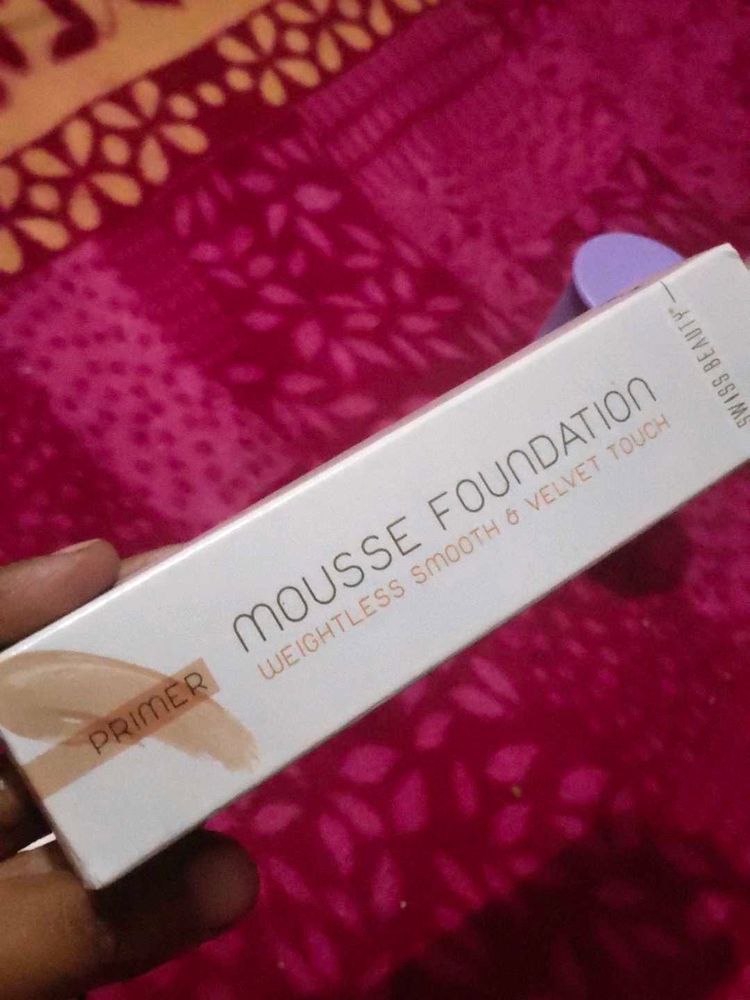 SWISS BEAUTY
MOUSSE FOUNDATION
WEIGHTLESS SMOOTH & VELVET TOUCH
PRIMER